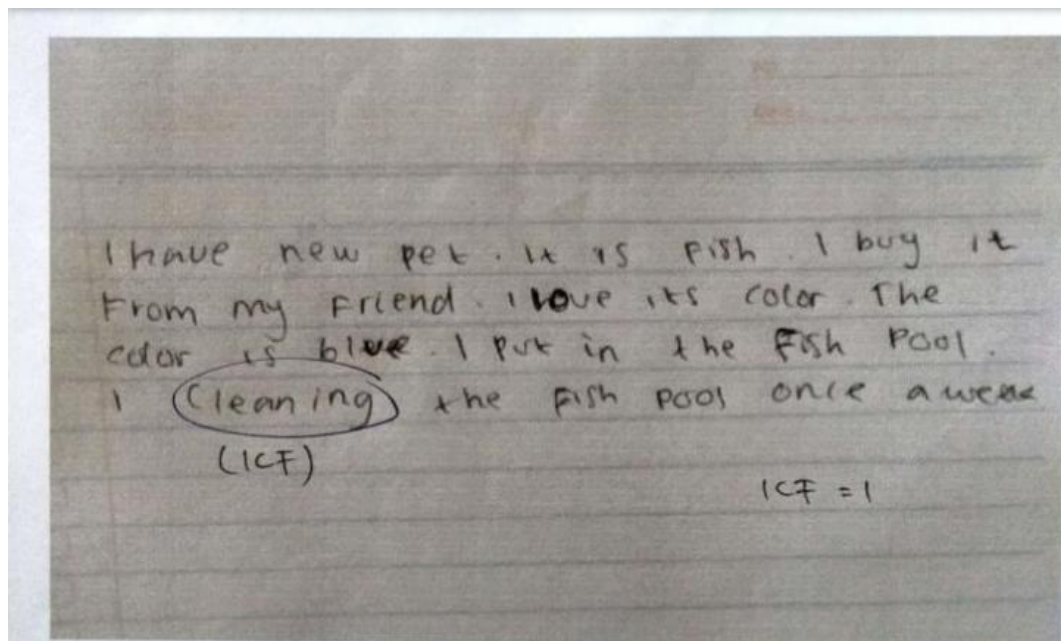 I have new pet. It is Fish. I buy it
From my Friend. I love its color. The
color is blue. I put in the Fish Pool.
I Cleaning the Fish pool once a week
(ICF)
ICF = 1